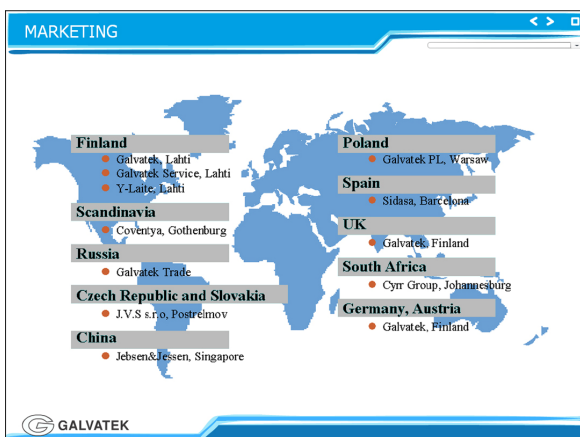 MARKETING
Finland
Galvatek, Lahti
Galvatek Service, Lahti
Y-Laite, Lahti
Scandinavia
Coventya, Gothenburg
Russia
Galvatek Trade
Czech Republic and Slovakia
J.V.S s.r.o, Postrelmov
China
Jebsen&Jessen, Singapore
Poland
Galvatek PL, Warsaw
Spain
Sidasa, Barcelona
UK
Galvatek, Finland
South Africa
Cyrr Group, Johannesburg
Germany, Austria
Galvatek, Finland
GALVATEK